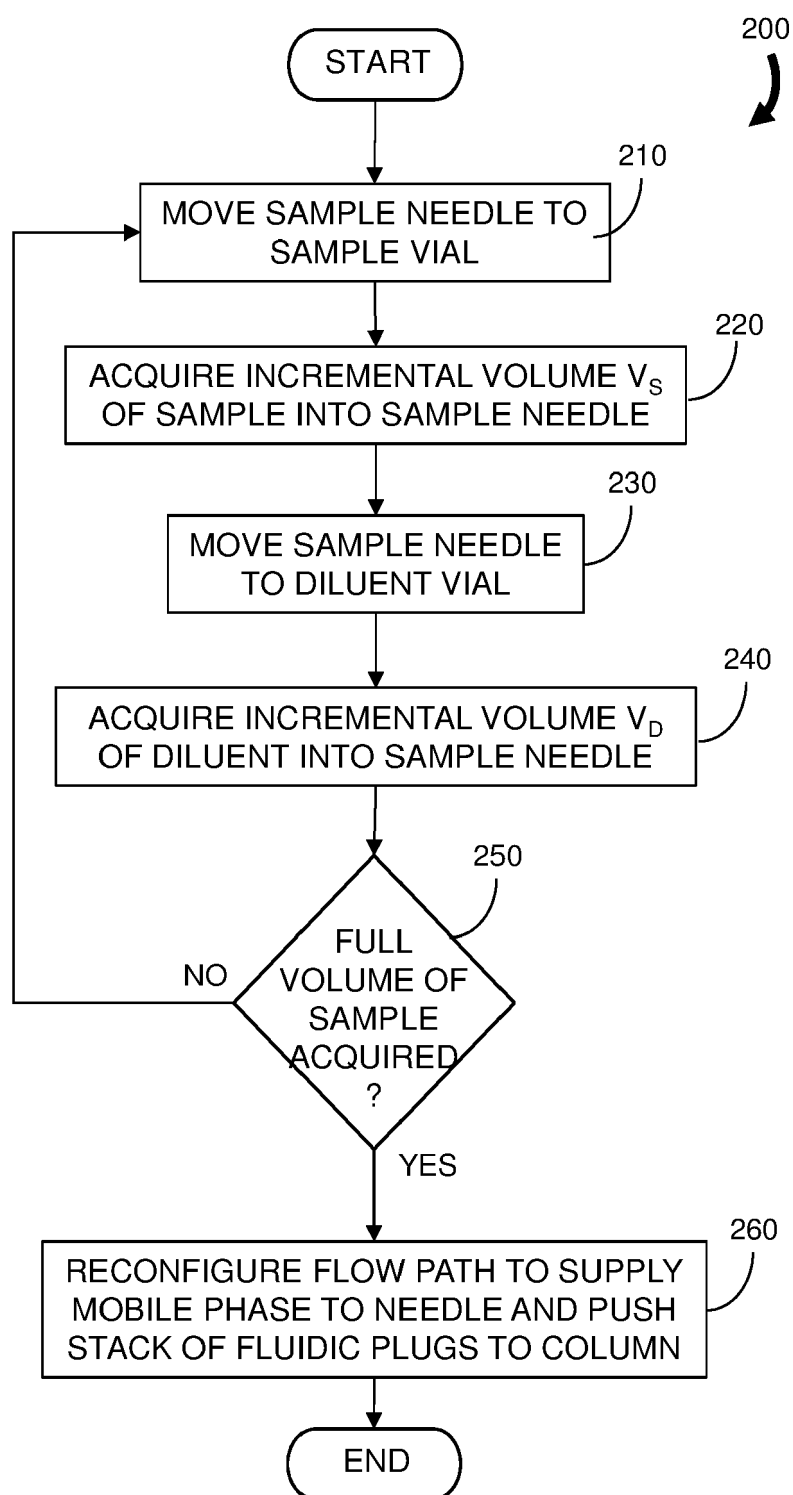 200
START
210
MOVE SAMPLE NEEDLE TO
SAMPLE VIAL
220
ACQUIRE INCREMENTAL VOLUME VS
OF SAMPLE INTO SAMPLE NEEDLE
230
MOVE SAMPLE NEEDLE
TO DILUENT VIAL
240
ACQUIRE INCREMENTAL VOLUME VD
OF DILUENT INTO SAMPLE NEEDLE
250
FULL
VOLUME OF
SAMPLE
ACQUIRED
?
NO
YES
260
RECONFIGURE FLOW PATH TO SUPPLY
MOBILE PHASE TO NEEDLE AND PUSH
STACK OF FLUIDIC PLUGS TO COLUMN
END